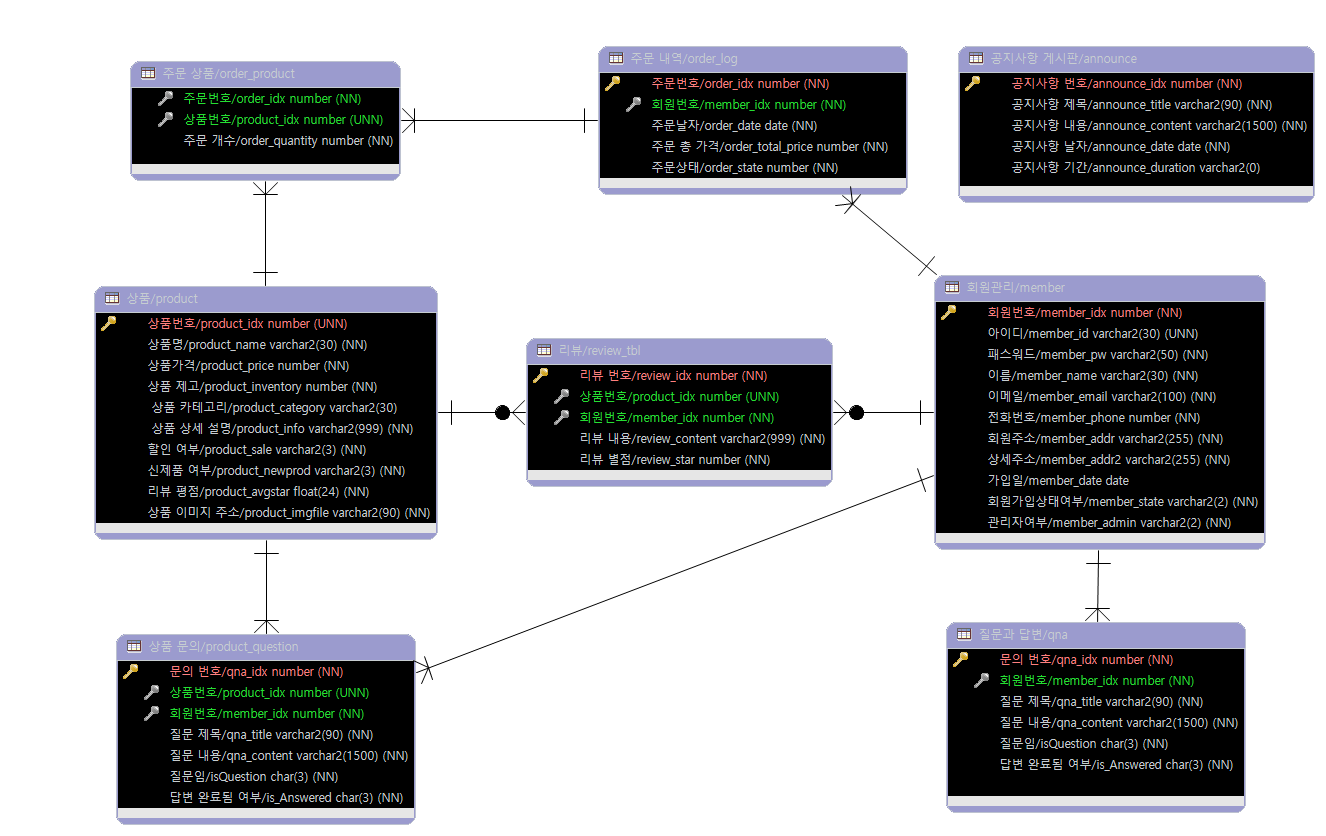 주문 상품/order_product
주문번호/order_idx number (NN)
상품번호/product_idx number (UNN)
주문 개수/order_quantity number (NN)
주문 내역/order_log
주문번호/order_idx number (NN)
회원번호/member_idx number (NN)
주문날자/order_date date (NN)
주문 총 가격/order_total_price number (NN)
주문상태/order_state number (NN)
공지사항 게시판/announce
공지사항 번호/announce_idx number (NN)
공지사항 제목/announce_title varchar2(90) (NN)
공지사항 내용/announce_content varchar2(1500) (NN)
공지사항 날자/announce_date date (NN)
공지사항 기간/announce_duration varchar2(0)
상품/product
상품번호/product_idx number (UNN)
상품명/product_name varchar2(30) (NN)
상품가격/product_price number (NN)
상품 제고/product_inventory number (NN)
상품 카테고리/product_category varchar2(30)
상품 상세 설명/product_info varchar2(999) (NN)
할인 여부/product_sale varchar2(3) (NN)
신제품 여부/product_newprod varchar2(3) (NN)
리뷰 평점/product_avgstar float(24) (NN)
상품 이미지 주소/product_imgfile varchar2(90) (NN)
리뷰/review_tbl
리뷰 번호/review_idx number (NN)
상품번호/product_idx number (UNN)
회원번호/member_idx number (NN)
리뷰 내용/review_content varchar2(999) (NN)
리뷰 별점/review_star number (NN)
회원관리/member
회원번호/member_idx number (NN)
아이디/member_id varchar2(30) (UNN)
패스워드/member_pw varchar2(50) (NN)
이름/member_name varchar2(30) (NN)
이메일/member_email varchar2(100) (NN)
전화번호/member_phone number (NN)
회원주소/member_addr varchar2(255) (NN)
상세주소/member_addr2 varchar2(255) (NN)
가입일/member_date date
회원가입상태여부/member_state varchar2(2) (NN)
관리자여부/member_admin varchar2(2) (NN)
상품 문의/product_question
문의 번호/qna_idx number (NN)
상품번호/product_idx number (UNN)
회원번호/member_idx number (NN)
질문 제목/qna_title varchar2(90) (NN)
질문 내용/qna_content varchar2(1500) (NN)
질문임/isQuestion char(3) (NN)
답변 완료됨 여부/is_Answered char(3) (NN)
질문과 답변/qna
문의 번호/qna_idx number (NN)
회원번호/member_idx number (NN)
질문 제목/qna_title varchar2(90) (NN)
질문 내용/qna_content varchar2(1500) (NN)
질문임/isQuestion char(3) (NN)
답변 완료됨 여부/is_Answered char(3) (NN)